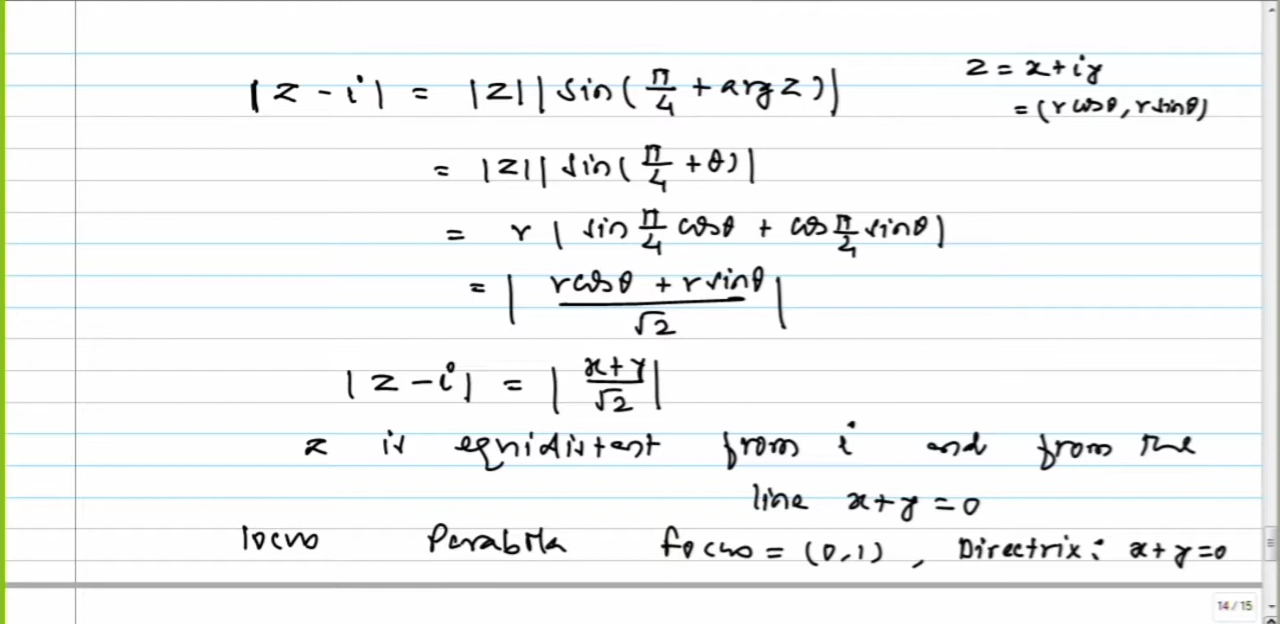 |z - i| = |z| |sin(π/4 + arg z)|
z = x + iy
= (r cosθ, r sinθ)
= |z| |sin(π/4 + θ)|
= r |sin π/4 cosθ + cos π/4 sinθ|
= |(r cosθ + r sinθ)/√2|
|z - i| = |(x + y)/√2|
z is equidistant from i and from the
line x + y = 0
locus Parabola focus = (0,1), Directrix: x + y = 0
14 / 15